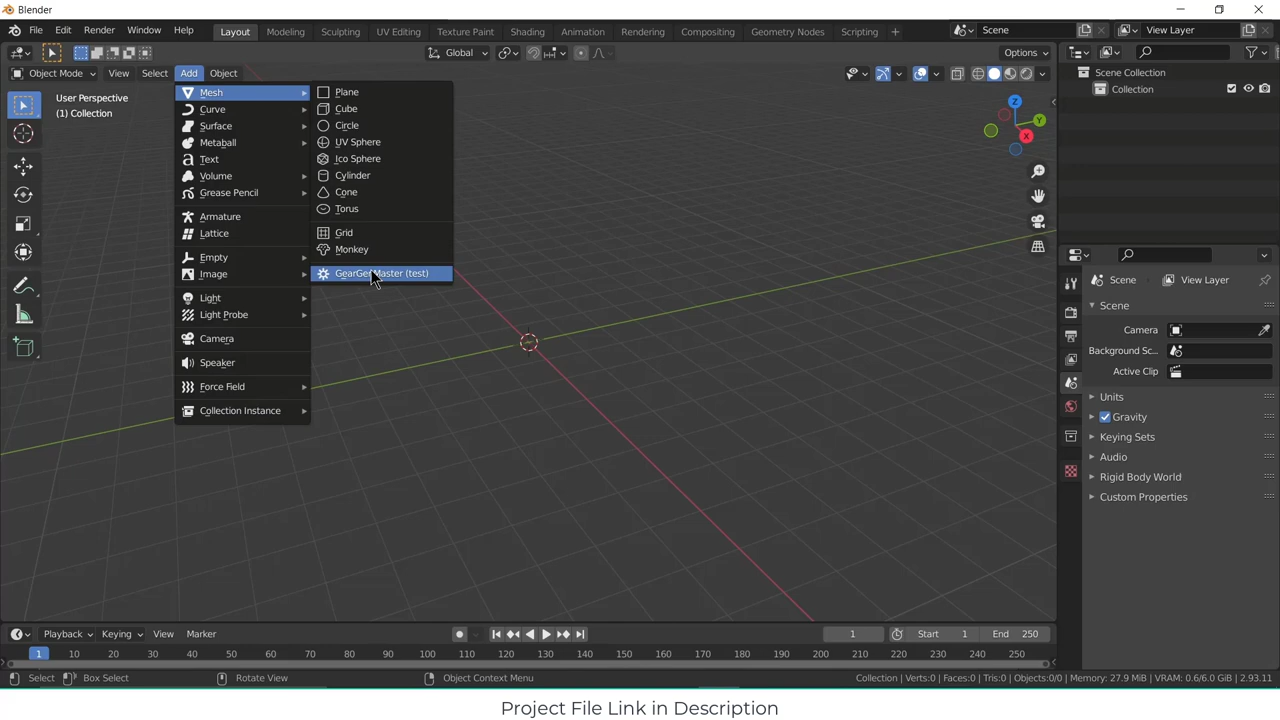 Blender
File Edit Render Window Help Layout Modeling Sculpting UV Editing Texture Paint Shading Animation Rendering Compositing Geometry Nodes Scripting + Scene View Layer
Global Options
Object Mode View Select Add Object
User Perspective
(1) Collection
Mesh
Curve
Surface
Metaball
Text
Volume
Grease Pencil
Armature
Lattice
Empty
Image
Light
Light Probe
Camera
Speaker
Force Field
Collection Instance
Plane
Cube
Circle
UV Sphere
Ico Sphere
Cylinder
Cone
Torus
Grid
Monkey
(test)
Z
Y
X
Scene Collection
Collection
Scene View Layer
Scene
Camera
Background Sc...
Active Clip
Units
Gravity
Keying Sets
Audio
Rigid Body World
Custom Properties
Playback Keying View Marker 1 Start 1 End 250
1 10 20 30 40 50 60 70 80 90 100 110 120 130 140 150 160 170 180 190 200 210 220 230 240 250
Select Box Select Rotate View Object Context Menu Collection | Verts:0 | Faces:0 | Tris:0 | Objects:0/0 | Memory: 27.9 MiB | VRAM: 0.6/6.0 GiB | 2.93.11
Project File Link in Description